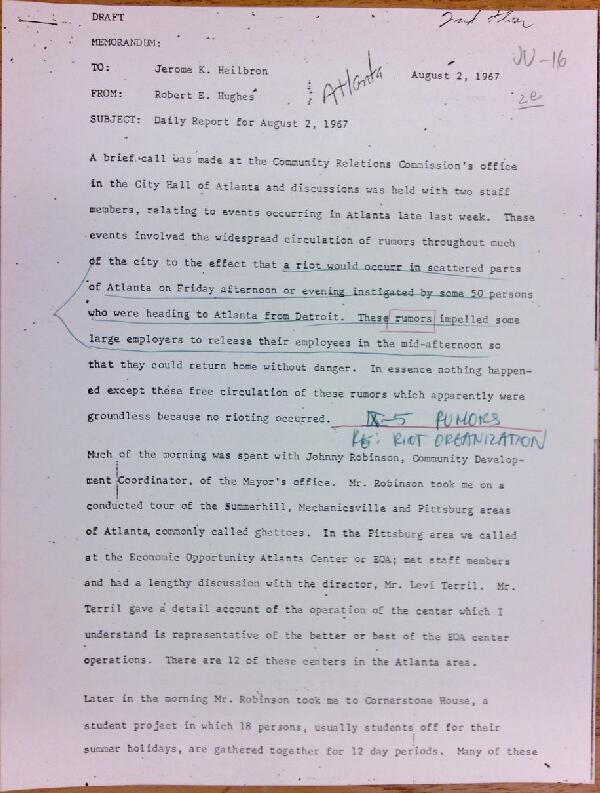 DRAFT
MEMORANDUM:
JV-16
TO: Jerome K. Heilbron
Atlanta
August 2, 1967
FROM: Robert E. Hughes
2e
SUBJECT: Daily Report for August 2, 1967
A brief call was made at the Community Relations Commission's office
in the City Hall of Atlanta and discussions was held with two staff
members, relating to events occurring in Atlanta late last week. These
events involved the widespread circulation of rumors throughout much
of the city to the effect that a riot would occur in scattered parts
of Atlanta on Friday afternoon or evening instigated by some 50 persons
who were heading to Atlanta from Detroit. These rumors impelled some
large employers to release their employees in the mid-afternoon so
that they could return home without danger. In essence nothing happen-
ed except these free circulation of these rumors which apparently were
groundless because no rioting occurred. IX-5 RUMORS
RE: RIOT ORGANIZATION
Much of the morning was spent with Johnny Robinson, Community Develop-
ment Coordinator, of the Mayor's office. Mr. Robinson took me on a
conducted tour of the Summerhill, Mechanicsville and Pittsburg areas
of Atlanta, commonly called ghettoes. In the Pittsburg area we called
at the Economic Opportunity Atlanta Center or EOA; met staff members
and had a lengthy discussion with the director, Mr. Levi Terril. Mr.
Terril gave a detail account of the operation of the center which I
understand is representative of the better or best of the EOA center
operations. There are 12 of these centers in the Atlanta area.
Later in the morning Mr. Robinson took me to Cornerstone House, a
student project in which 18 persons, usually students off for their
summer holidays, are gathered together for 12 day periods. Many of these